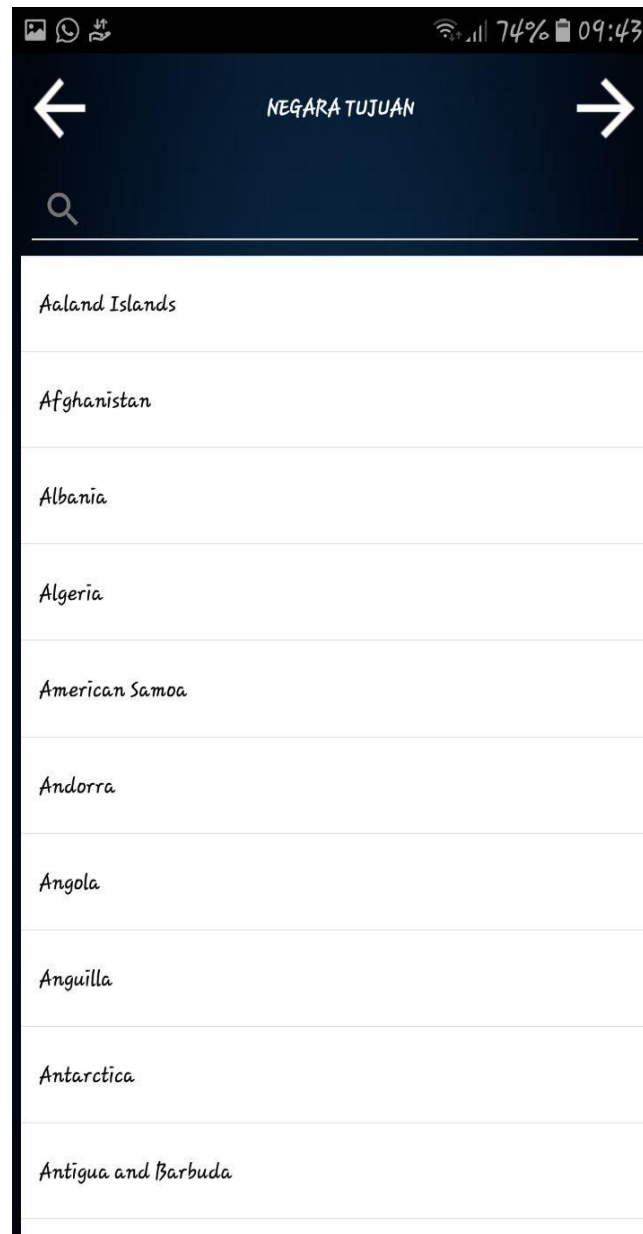 74% 09:43
NEGARA TUJUAN
Aaland Islands
Afghanistan
Albania
Algeria
American Samoa
Andorra
Angola
Anguilla
Antarctica
Antigua and Barbuda